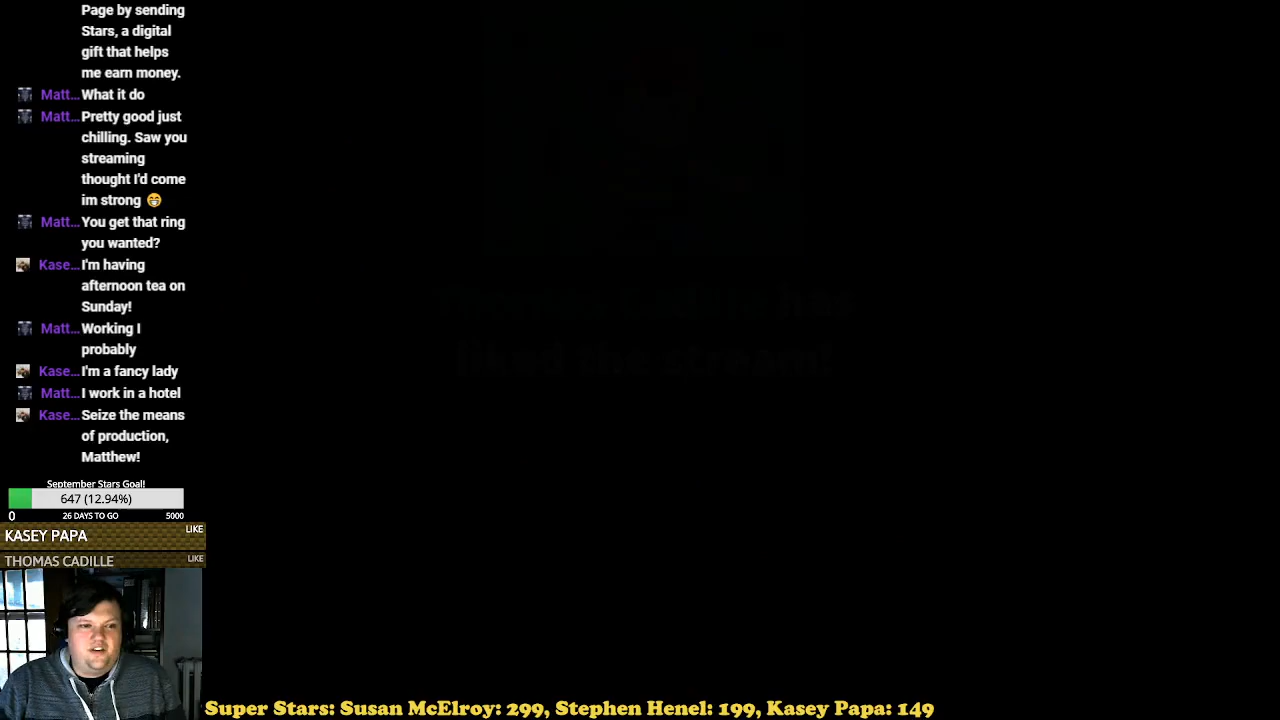 Page by sending
Stars, a digital
gift that helps
me earn money.
Matt... What it do
Matt... Pretty good just
chilling. Saw you
streaming
thought I'd come
im strong 😁
Matt... You get that ring
you wanted?
Kase... I'm having
afternoon tea on
Sunday!
Matt... Working I
probably
Kase... I'm a fancy lady
Matt... I work in a hotel
Kase... Seize the means
of production,
Matthew!
September Stars Goal!
647 (12.94%)
0 26 DAYS TO GO 5000
KASEY PAPA LIKE
THOMAS CADILLE LIKE
liked the stream!
Super Stars: Susan McElroy: 299, Stephen Henel: 199, Kasey Papa: 149